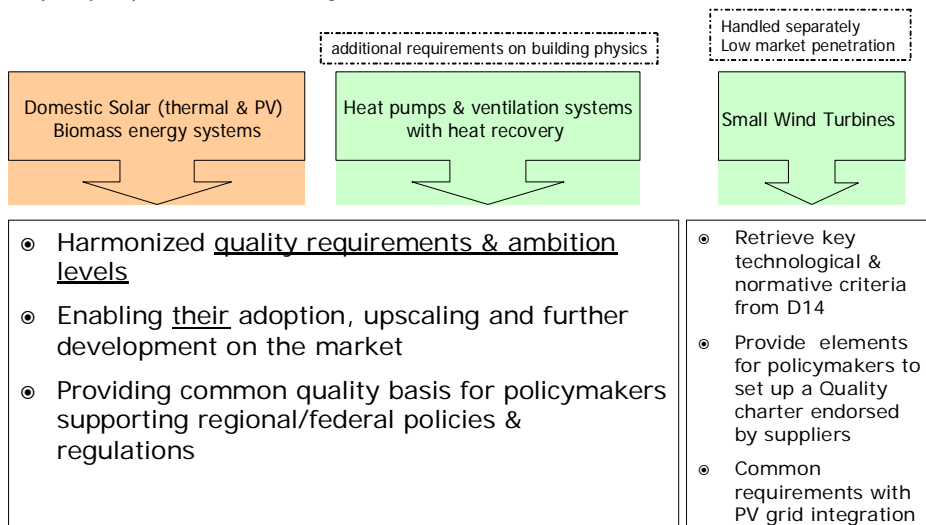 additional requirements on building physics
Handled separately
Low market penetration
Domestic Solar (thermal & PV)
Biomass energy systems
Heat pumps & ventilation systems
with heat recovery
Small Wind Turbines
Harmonized quality requirements & ambition
levels
Enabling their adoption, upscaling and further
development on the market
Providing common quality basis for policymakers
supporting regional/federal policies &
regulations
Retrieve key
technological &
normative criteria
from D14
Provide elements
for policymakers to
set up a Quality
charter endorsed
by suppliers
Common
requirements with
PV grid integration